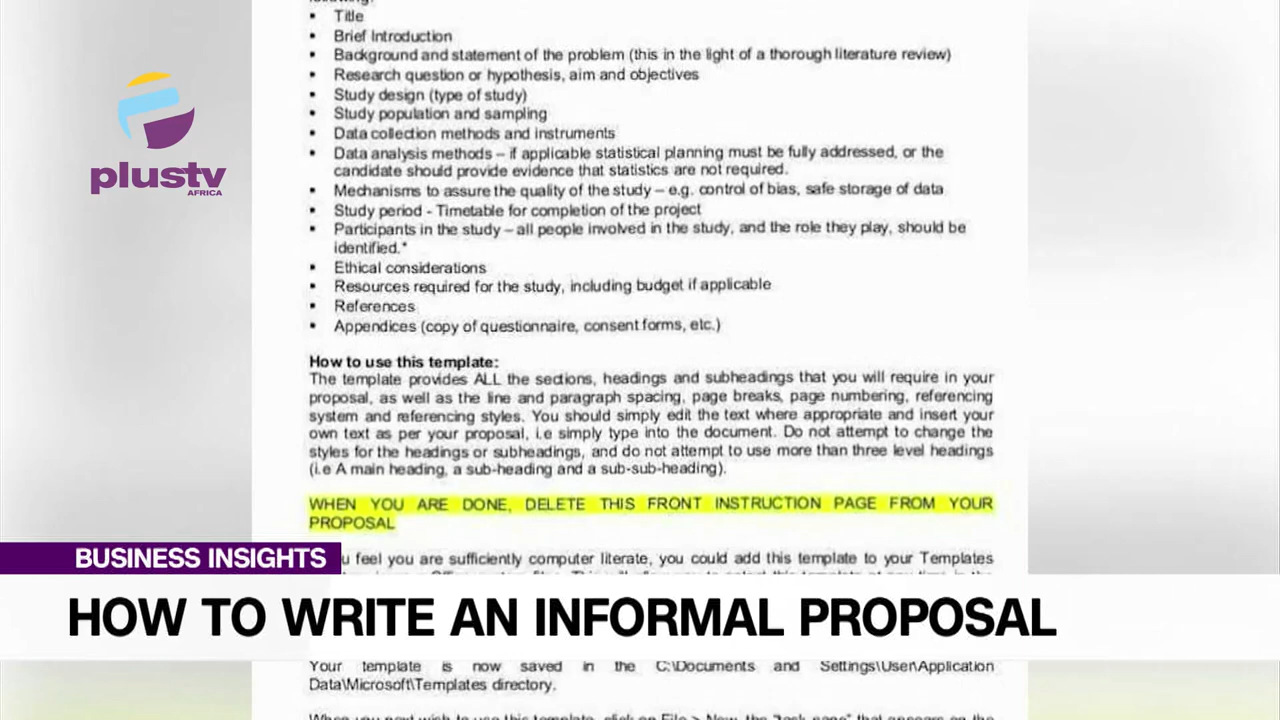 following:
▪ Title
▪ Brief Introduction
▪ Background and statement of the problem (this in the light of a thorough literature review)
▪ Research question or hypothesis, aim and objectives
▪ Study design (type of study)
▪ Study population and sampling
▪ Data collection methods and instruments
▪ Data analysis methods – if applicable statistical planning must be fully addressed, or the
candidate should provide evidence that statistics are not required.
▪ Mechanisms to assure the quality of the study – e.g. control of bias, safe storage of data
▪ Study period - Timetable for completion of the project
▪ Participants in the study – all people involved in the study, and the role they play, should be
identified.*
▪ Ethical considerations
▪ Resources required for the study, including budget if applicable
▪ References
▪ Appendices (copy of questionnaire, consent forms, etc.)
plustv
AFRICA
How to use this template:
The template provides ALL the sections, headings and subheadings that you will require in your
proposal, as well as the line and paragraph spacing, page breaks, page numbering, referencing
system and referencing styles. You should simply edit the text where appropriate and insert your
own text as per your proposal, i.e simply type into the document. Do not attempt to change the
styles for the headings or subheadings, and do not attempt to use more than three level headings
(i.e A main heading, a sub-heading and a sub-sub-heading).
WHEN YOU ARE DONE, DELETE THIS FRONT INSTRUCTION PAGE FROM YOUR
PROPOSAL
u feel you are sufficiently computer literate, you could add this template to your Templates
BUSINESS INSIGHTS
HOW TO WRITE AN INFORMAL PROPOSAL
Your template is now saved in the C:\Documents and Settings\User\Application
Data\Microsoft\Templates directory.